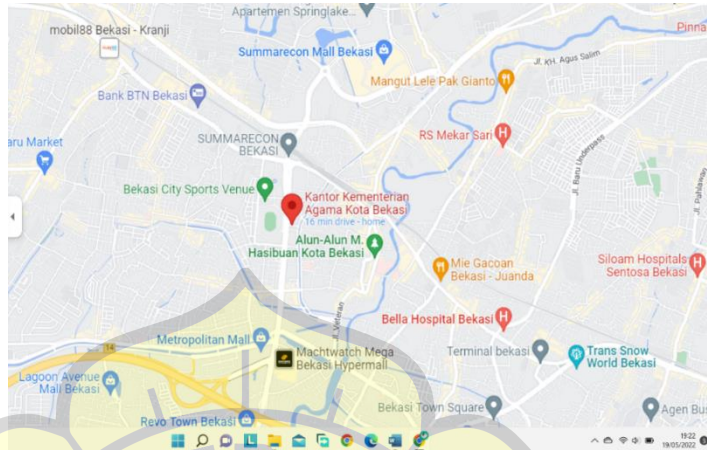 Apartemen Springlake...
mobil88 Bekasi - Kranji
Pinna
Summarecon Mall Bekasi
Jl. KH. Agus Salim
Mangut Lele Pak Gianto
Bank BTN Bekasi
aru Market
SUMMARECON
BEKASI
RS Mekar Sari
Jl. Baru Underpass
Jl. Pahlawan
Bekasi City Sports Venue
Kantor Kementerian
Agama Kota Bekasi
16 min drive - home
Alun-Alun M.
Hasibuan Kota Bekasi
Mie Gacoan
Bekasi - Juanda
Siloam Hospitals
Sentosa Bekasi
Jl. Veteran
Bella Hospital Bekasi
Metropolitan Mall
14
Machtwatch Mega
Bekasi Hypermall
Terminal bekasi
Trans Snow
World Bekasi
Lagoon Avenue
Mall Bekasi
Revo Town Bekasi
Bekasi Town Square
Agen Bu
19:22
19/05/2022